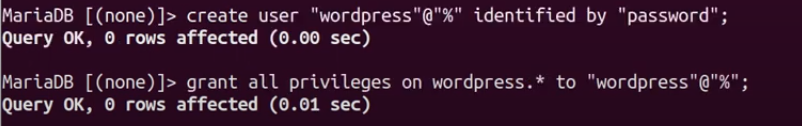 MariaDB [(none)]> create user "wordpress"@"%" identified by "password";
Query OK, 0 rows affected (0.00 sec)
MariaDB [(none)]> grant all privileges on wordpress.* to "wordpress"@"%";
Query OK, 0 rows affected (0.01 sec)